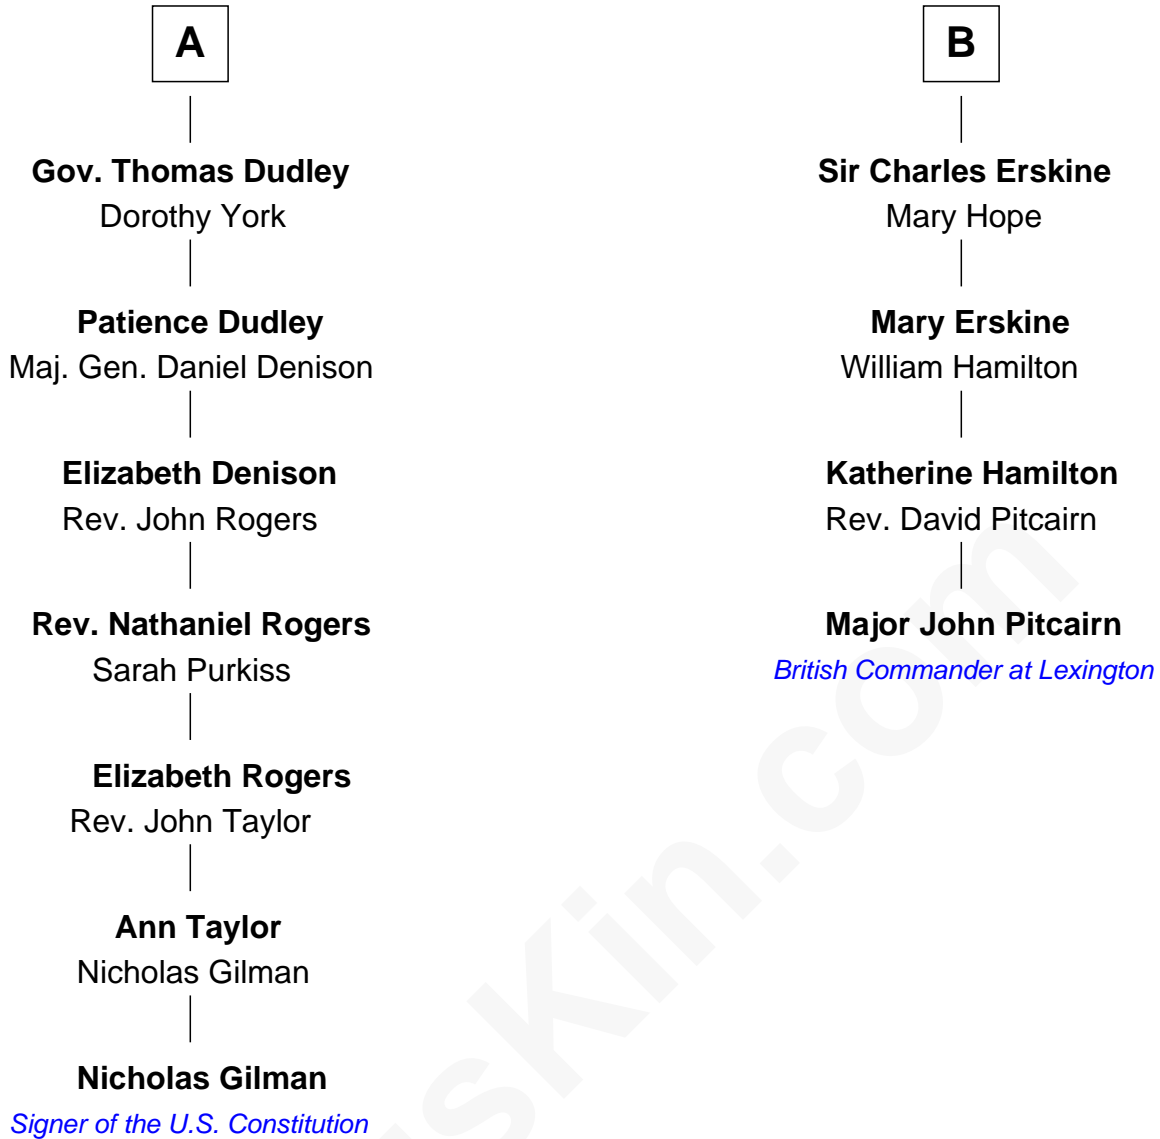 A
Gov. Thomas Dudley
Dorothy York
Patience Dudley
Maj. Gen. Daniel Denison
Elizabeth Denison
Rev. John Rogers
Rev. Nathaniel Rogers
Sarah Purkiss
Elizabeth Rogers
Rev. John Taylor
Ann Taylor
Nicholas Gilman
Nicholas Gilman
Signer of the U.S. Constitution
B
Sir Charles Erskine
Mary Hope
Mary Erskine
William Hamilton
Katherine Hamilton
Rev. David Pitcairn
Major John Pitcairn
British Commander at Lexington